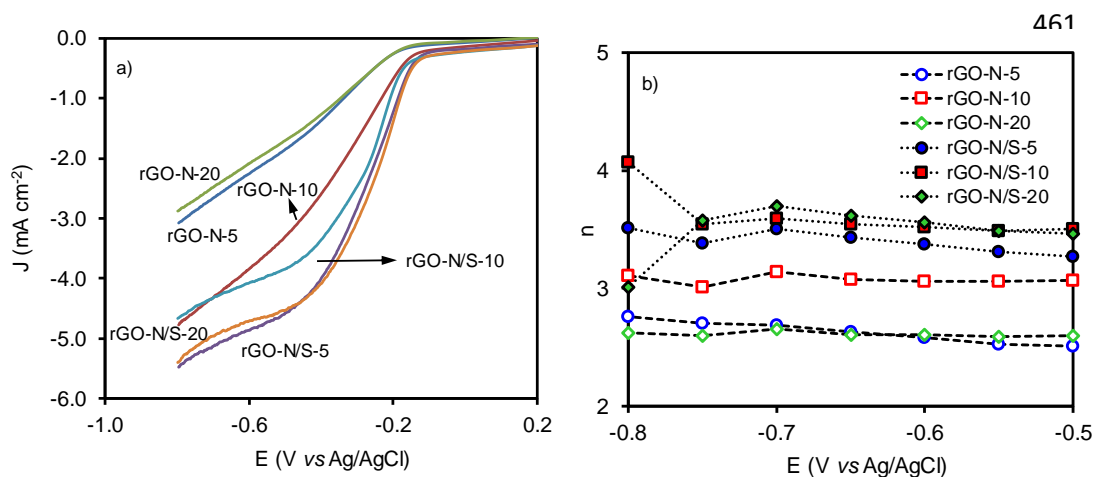 461
a)
0.0
-1.0
-2.0
-3.0
-4.0
-5.0
-6.0
J (mA cm-2)
rGO-N-20
rGO-N-10
rGO-N-5
rGO-N/S-10
rGO-N/S-20
rGO-N/S-5
-1.0
-0.6
-0.2
0.2
E (V vs Ag/AgCl)
b)
5
4
3
2
n
rGO-N-5
rGO-N-10
rGO-N-20
rGO-N/S-5
rGO-N/S-10
rGO-N/S-20
-0.8
-0.7
-0.6
-0.5
E (V vs Ag/AgCl)